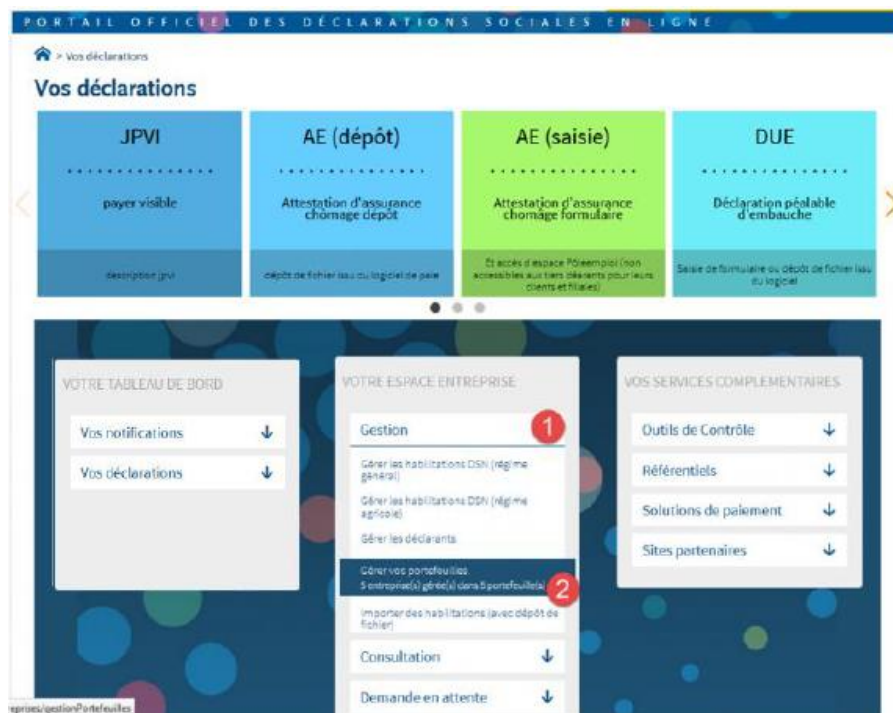 PORTAIL OFFICIEL DES DÉCLARATIONS SOCIALES EN LIGNE
> Vos déclarations
Vos déclarations
JPVI
payer visible
description jpvi
AE (dépôt)
Attestation d'assurance
chômage dépôt
dépôt de fichier issu du logiciel de paie
AE (saisie)
Attestation d'assurance
chomage formulaire
Et accès d'espace Pôleemploi (non
accessibles aux tiers déclarants pour leurs
clients et filiales)
DUE
Déclaration péalable
d'embauche
Saisie de formulaire ou dépôt de fichier issu
du logiciel
VOTRE TABLEAU DE BORD
Vos notifications
Vos déclarations
VOTRE ESPACE ENTREPRISE
Gestion
1
Gérer les habilitations DSN (régime
général)
Gérer les habilitations DSN (régime
agricole)
Gérer les déclarants
Gérer vos portefeuilles
5 entreprise(s) gérée(s) dans 5 portefeuille(s)
2
Importer des habilitations (avec dépôt de
fichier)
Consultation
Demande en attente
VOS SERVICES COMPLEMENTAIRES
Outils de Contrôle
Référentiels
Solutions de paiement
Sites partenaires
eprises/gestionPortefeuilles